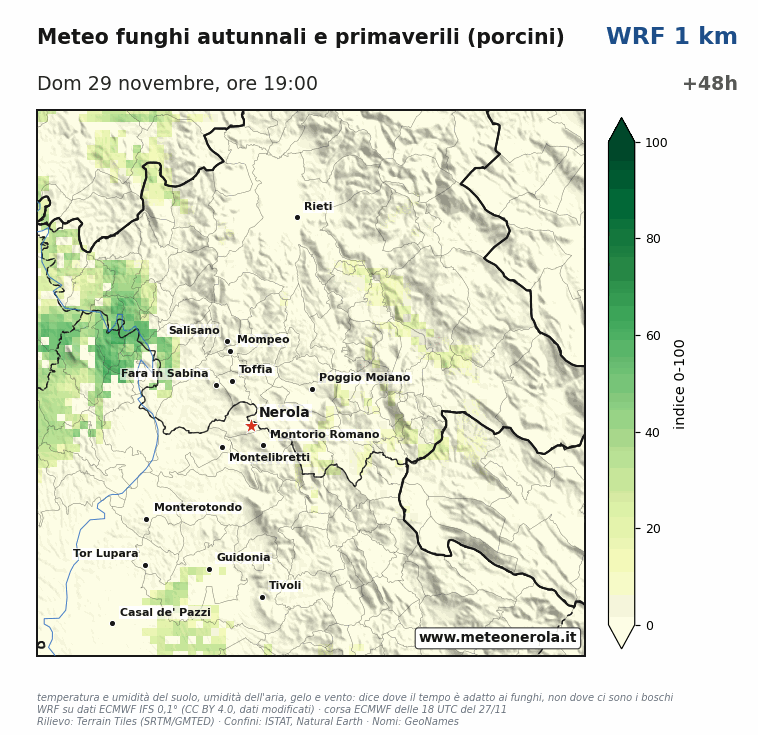 Meteo funghi autunnali e primaverili (porcini)
WRF 1 km
Dom 29 novembre, ore 19:00
+48h
Rieti
Salisano
Mompeo
Fara in Sabina
Toffia
Poggio Moiano
Nerola
Montorio Romano
Montelibretti
Monterotondo
Tor Lupara
Guidonia
Tivoli
Casal de' Pazzi
www.meteonerola.it
100
80
60
40
20
0
indice 0-100
temperatura e umidità del suolo, umidità dell'aria, gelo e vento: dice dove il tempo è adatto ai funghi, non dove ci sono i boschi
WRF su dati ECMWF IFS 0,1° (CC BY 4.0, dati modificati) · corsa ECMWF delle 18 UTC del 27/11
Rilievo: Terrain Tiles (SRTM/GMTED) · Confini: ISTAT, Natural Earth · Nomi: GeoNames